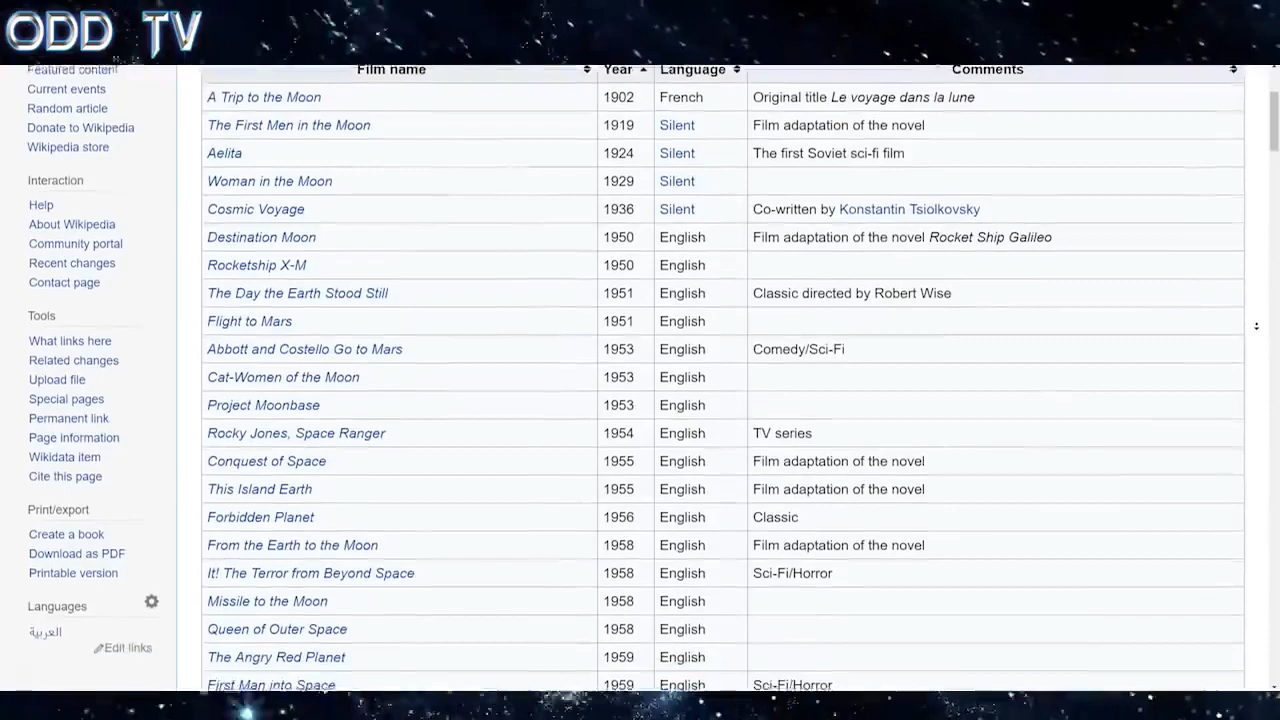 ODD TV
Featured content
Current events
Random article
Donate to Wikipedia
Wikipedia store
Interaction
Help
About Wikipedia
Community portal
Recent changes
Contact page
Tools
What links here
Related changes
Upload file
Special pages
Permanent link
Page information
Wikidata item
Cite this page
Print/export
Create a book
Download as PDF
Printable version
Languages
العربية
Edit links
Film name Year Language Comments
A Trip to the Moon 1902 French Original title Le voyage dans la lune
The First Men in the Moon 1919 Silent Film adaptation of the novel
Aelita 1924 Silent The first Soviet sci-fi film
Woman in the Moon 1929 Silent
Cosmic Voyage 1936 Silent Co-written by Konstantin Tsiolkovsky
Destination Moon 1950 English Film adaptation of the novel Rocket Ship Galileo
Rocketship X-M 1950 English
The Day the Earth Stood Still 1951 English Classic directed by Robert Wise
Flight to Mars 1951 English
Abbott and Costello Go to Mars 1953 English Comedy/Sci-Fi
Cat-Women of the Moon 1953 English
Project Moonbase 1953 English
Rocky Jones, Space Ranger 1954 English TV series
Conquest of Space 1955 English Film adaptation of the novel
This Island Earth 1955 English Film adaptation of the novel
Forbidden Planet 1956 English Classic
From the Earth to the Moon 1958 English Film adaptation of the novel
It! The Terror from Beyond Space 1958 English Sci-Fi/Horror
Missile to the Moon 1958 English
Queen of Outer Space 1958 English
The Angry Red Planet 1959 English
First Man into Space 1959 English Sci-Fi/Horror